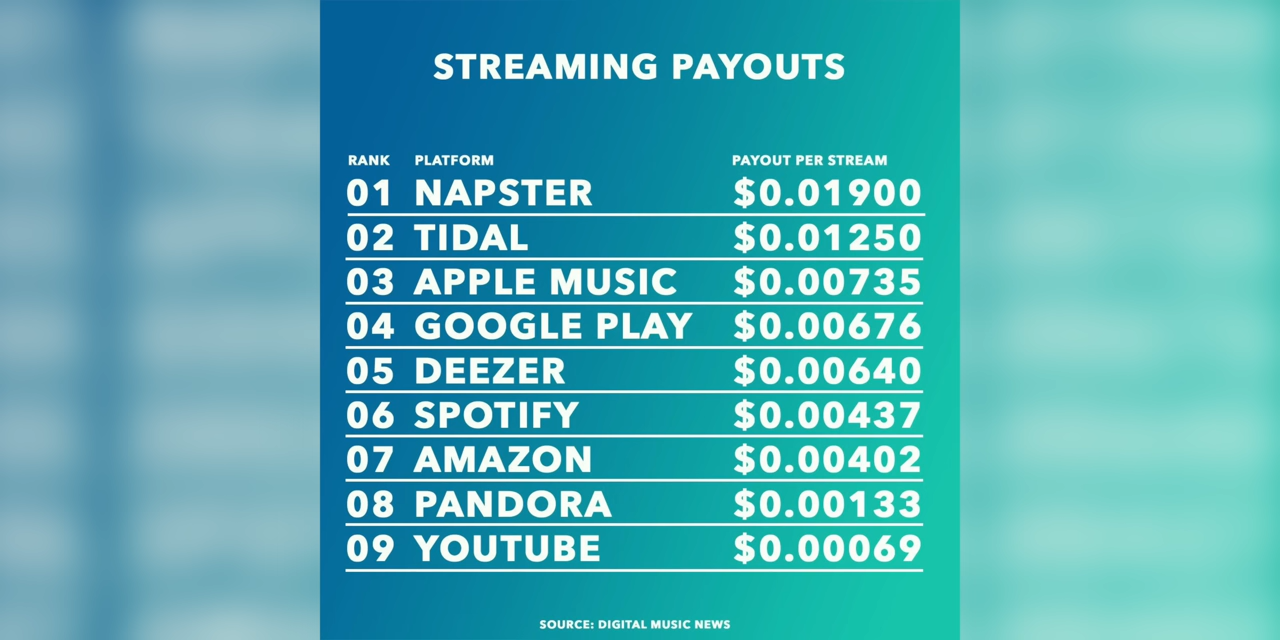 STREAMING PAYOUTS
RANK PLATFORM PAYOUT PER STREAM
01 NAPSTER $0.01900
02 TIDAL $0.01250
03 APPLE MUSIC $0.00735
04 GOOGLE PLAY $0.00676
05 DEEZER $0.00640
06 SPOTIFY $0.00437
07 AMAZON $0.00402
08 PANDORA $0.00133
09 YOUTUBE $0.00069
SOURCE: DIGITAL MUSIC NEWS